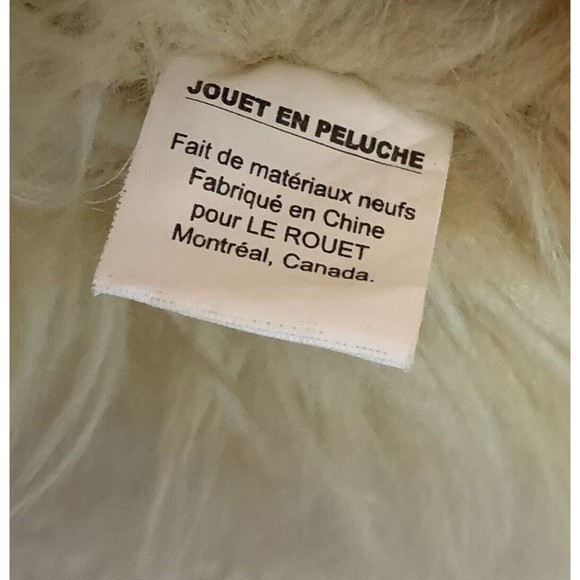 JOUET EN PELUCHE
Fait de matériaux neufs
Fabriqué en Chine
pour LE ROUET
Montréal, Canada.